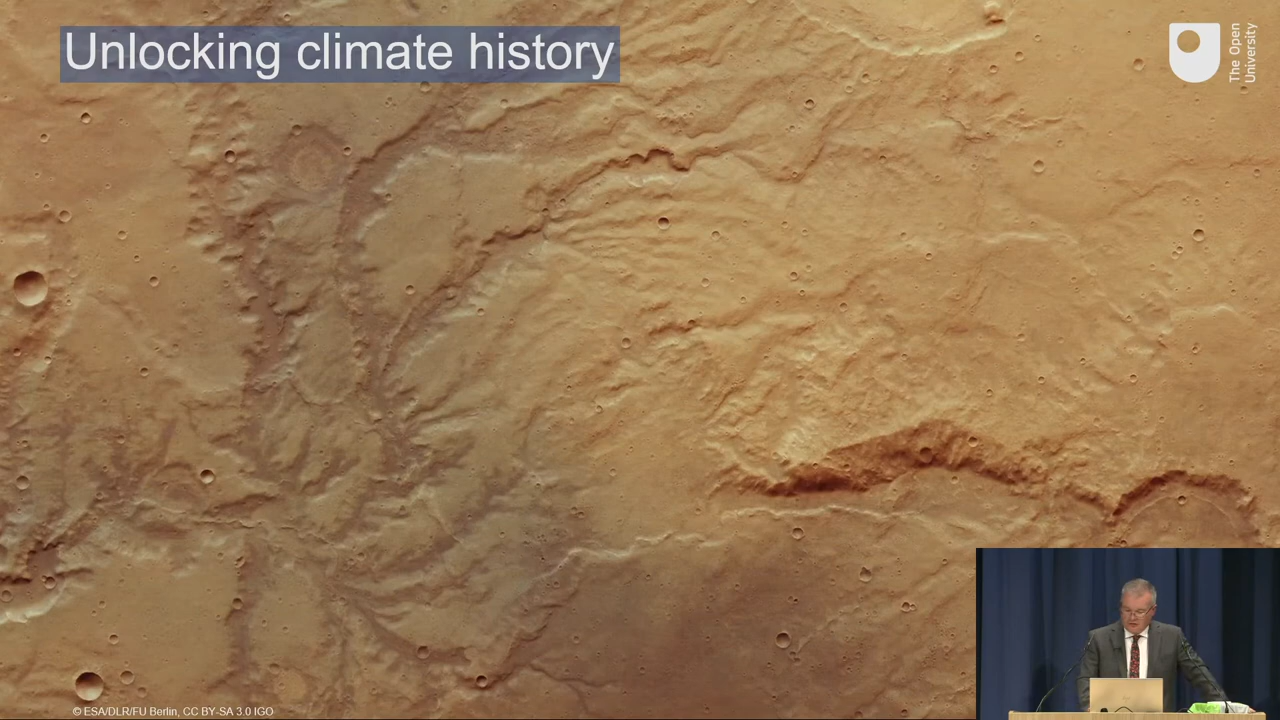 Unlocking climate history
The Open
University
© ESA/DLR/FU Berlin, CC BY-SA 3.0 IGO